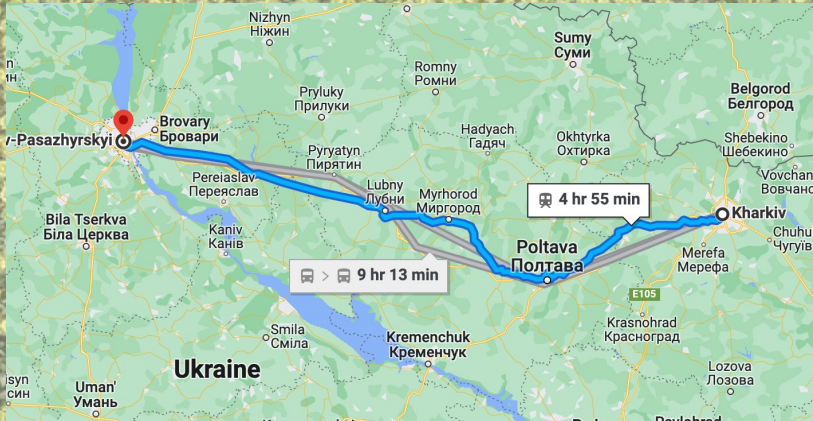 Nizhyn
Ніжин
Sumy
Суми
Romny
Ромни
Pryluky
Прилуки
Belgorod
Белгород
Brovary
Бровари
Hadyach
Гадяч
Okhtyrka
Охтирка
Shebekino
Шебекино
v-Pasazhyrskyi
Pyryatyn
Пирятин
Vovchan
Вовчанс
Pereiaslav
Переяслав
Lubny
Лубни
Myrhorod
Миргород
4 hr 55 min
Kharkiv
Bila Tserkva
Біла Церква
Kaniv
Канів
Poltava
Полтава
Merefa
Мерефа
Chuhu
Чугуїв
> 9 hr 13 min
E105
Krasnohrad
Красноград
Smila
Сміла
Kremenchuk
Кременчук
Ukraine
Lozova
Лозова
Uman'
Умань
syn
син